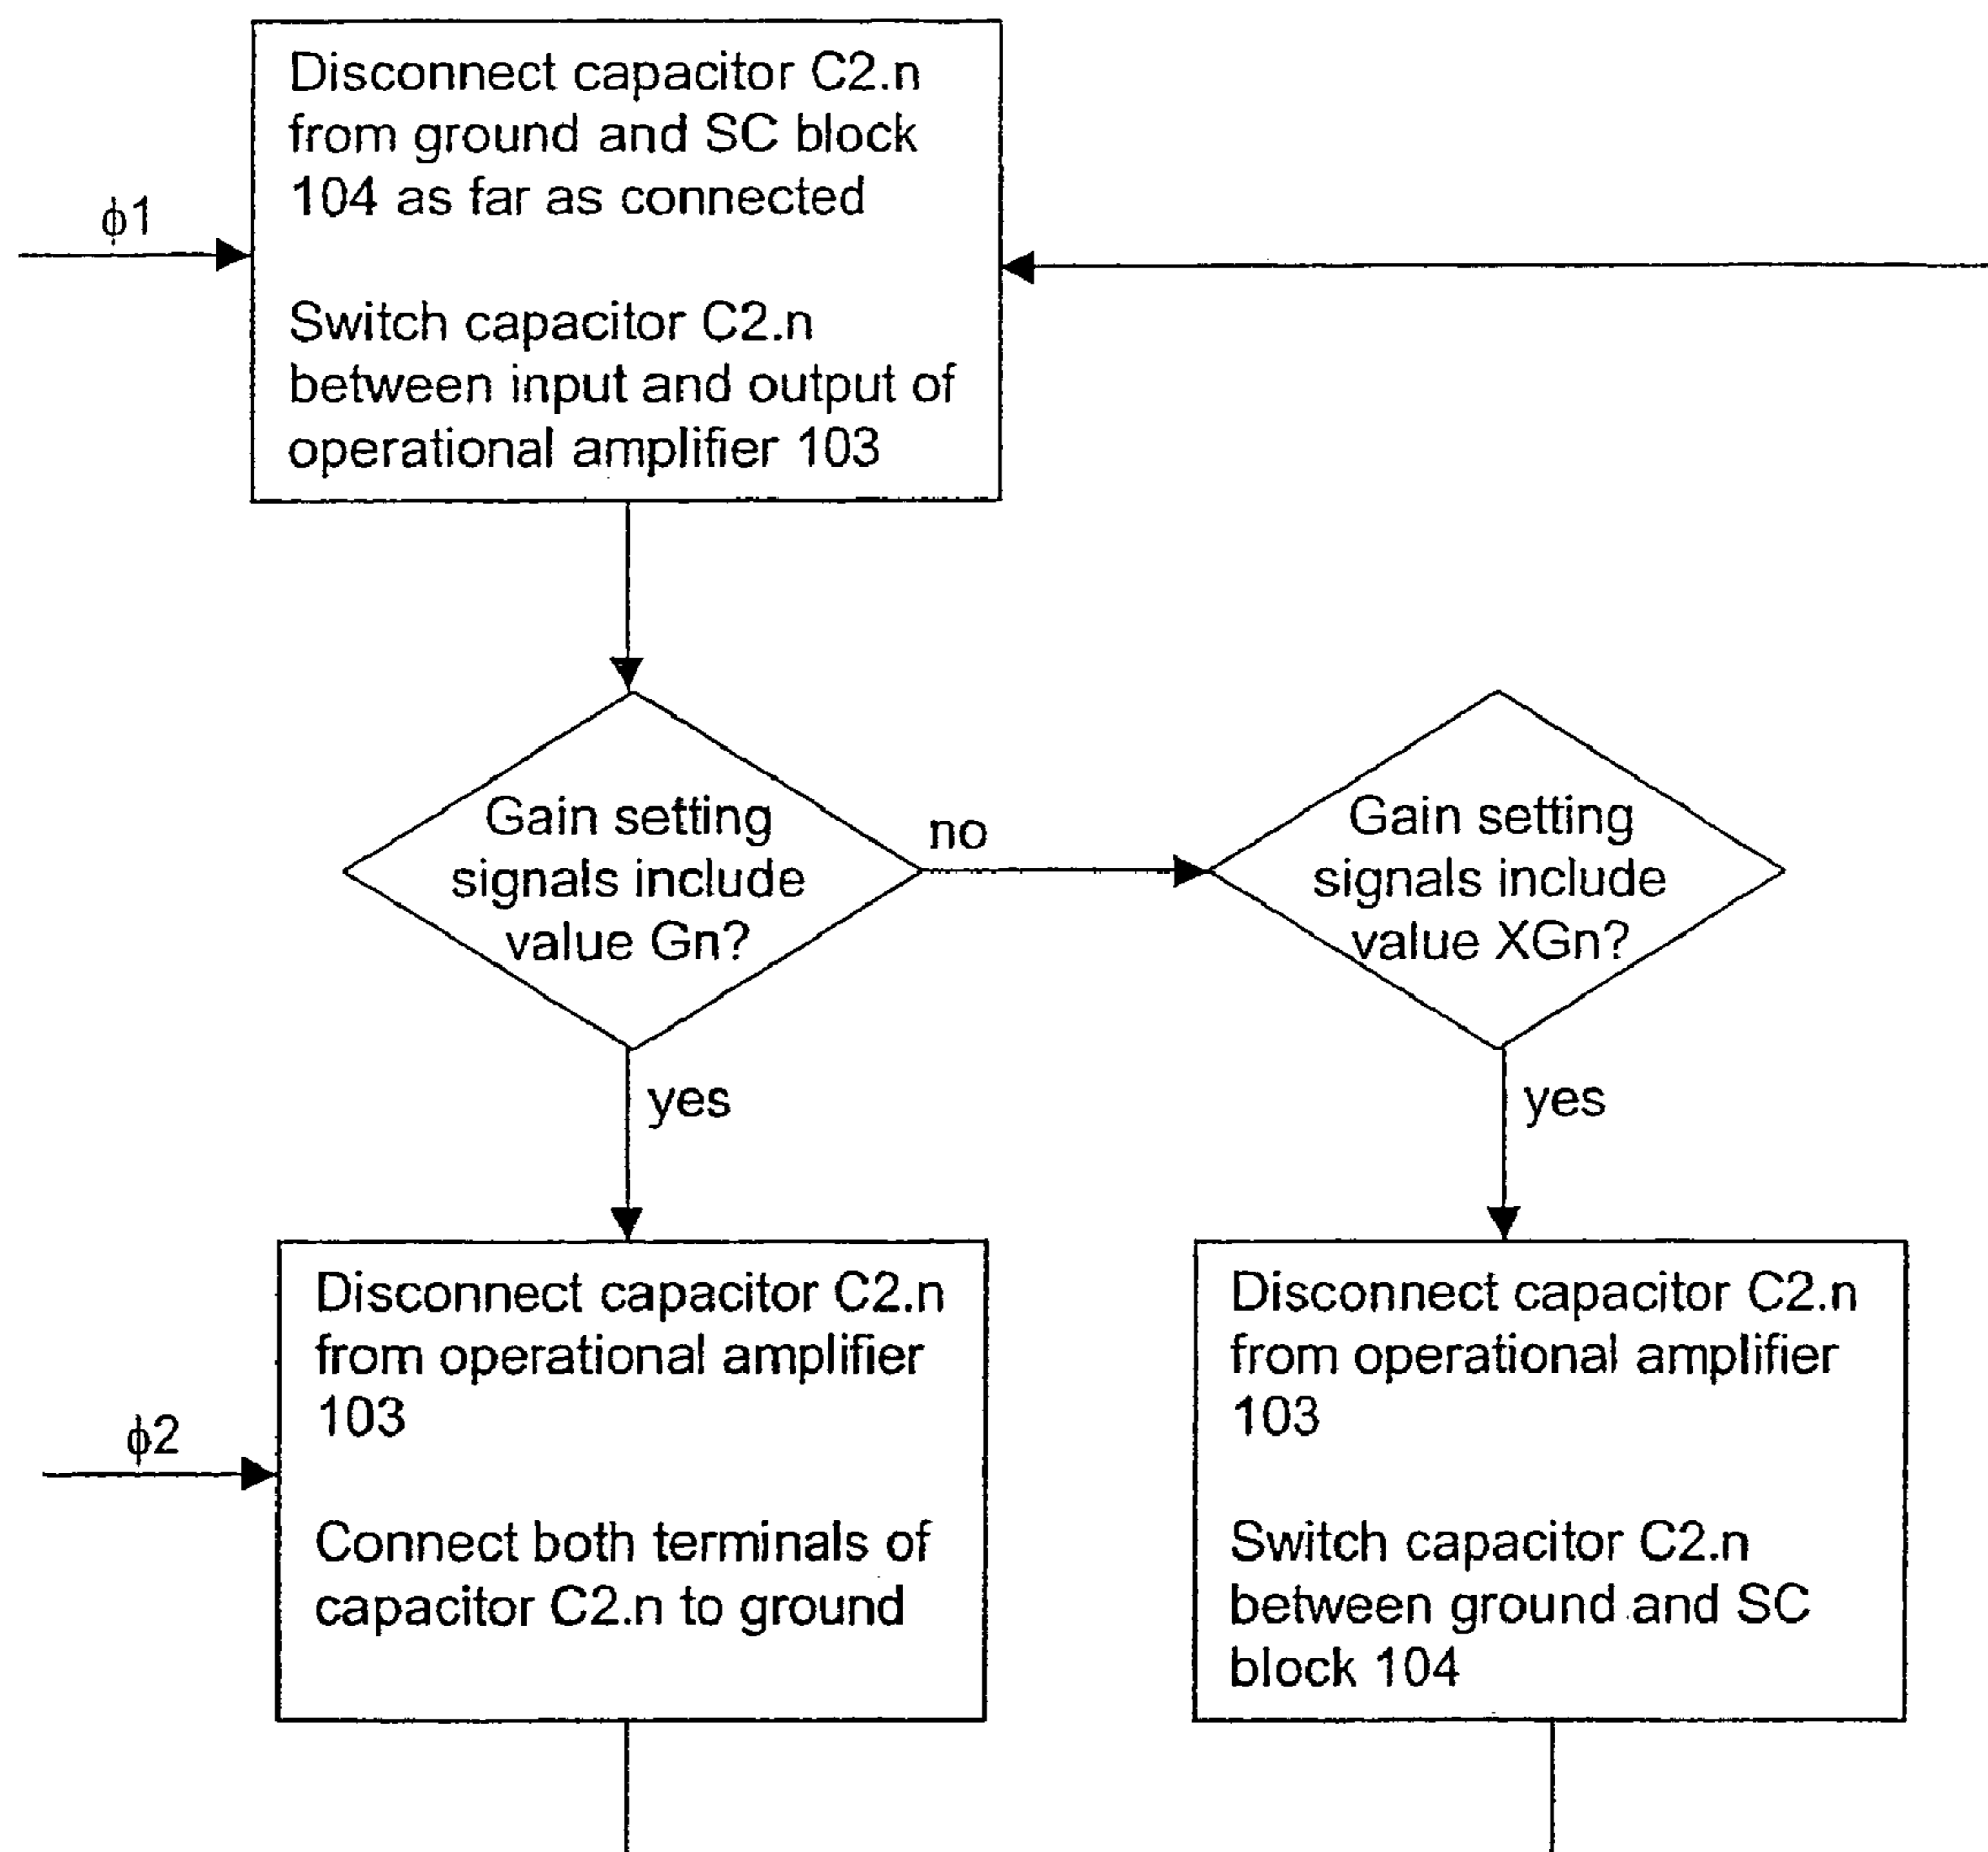 Disconnect capacitor C2.n
from ground and SC block
104 as far as connected
ϕ1
Switch capacitor C2.n
between input and output of
operational amplifier 103
Gain setting
signals include
value Gn?
no
Gain setting
signals include
value XGn?
yes
yes
Disconnect capacitor C2.n
from operational amplifier
103
ϕ2
Connect both terminals of
capacitor C2.n to ground
Disconnect capacitor C2.n
from operational amplifier
103
Switch capacitor C2.n
between ground and SC
block 104